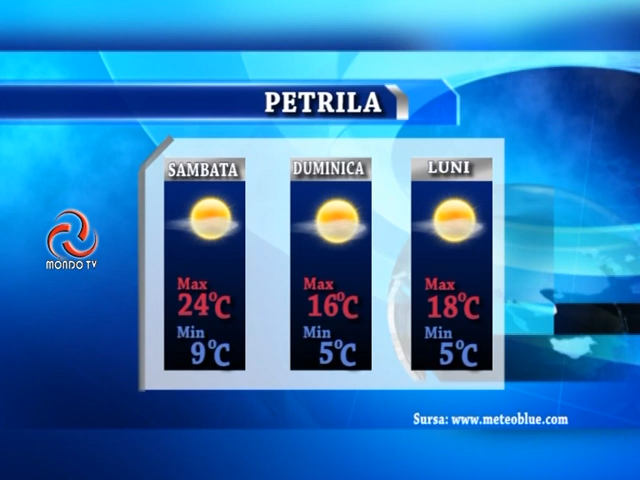 PETRILA
SAMBATA
Max
24°C
Min
9°C
DUMINICA
Max
16°C
Min
5°C
LUNI
Max
18°C
Min
5°C
MONDO TV
Sursa: www.meteoblue.com